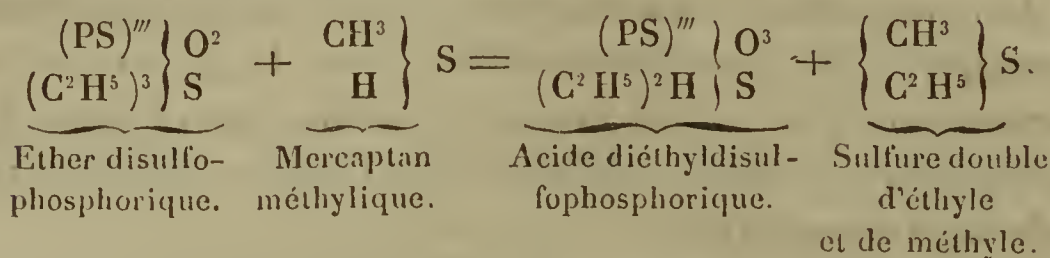 (PS)‴ } O² + CH³ } S = (PS)‴ } O³ + { CH³ } S.
(C²H⁵)³ } S H } (C²H⁵)²H } S { C²H⁵ }
Ether disulfo- Mercaptan Acide diéthyldisul- Sulfure double
phosphorique. méthylique. fophosphorique. d'éthyle
et de méthyle.